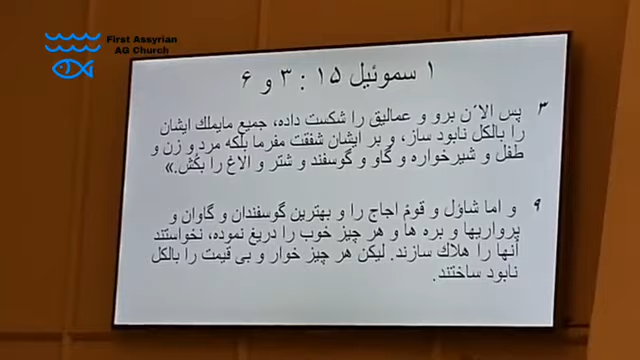 First Assyrian
AG Church
۱ سموئیل ۱۵ : ۳ و ۶
۳ پس الآن برو و عمالیق را شکست داده، جمیع مایملك ایشان
را بالکل نابود ساز، و بر ایشان شفقت مفرما بلکه مرد و زن و
طفل و شیرخواره و گاو و گوسفند و شتر و الاغ را بکُش.»
۹ و اما شاؤل و قومْ اجاج را و بهترین گوسفندان و گاوان و
پرواریها و بره ها و هر چیز خوب را دریغ نموده، نخواستند
آنها را هلاك سازند. لیکن هر چیز خوار و بی قیمت را بالکل
نابود ساختند.